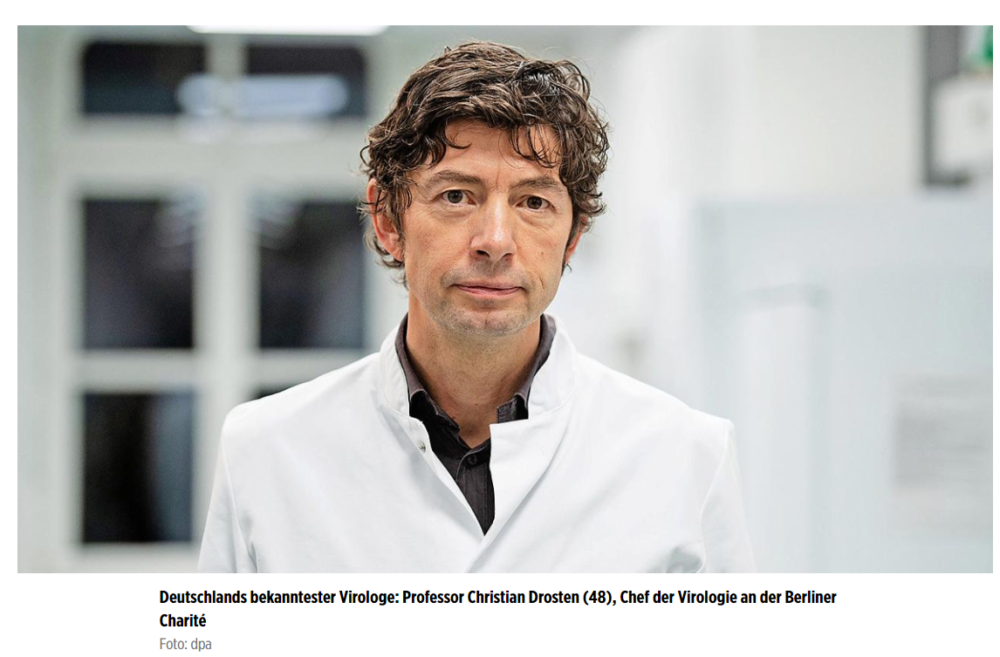 Deutschlands bekanntester Virologe: Professor Christian Drosten (48), Chef der Virologie an der Berliner
Charité
Foto: dpa